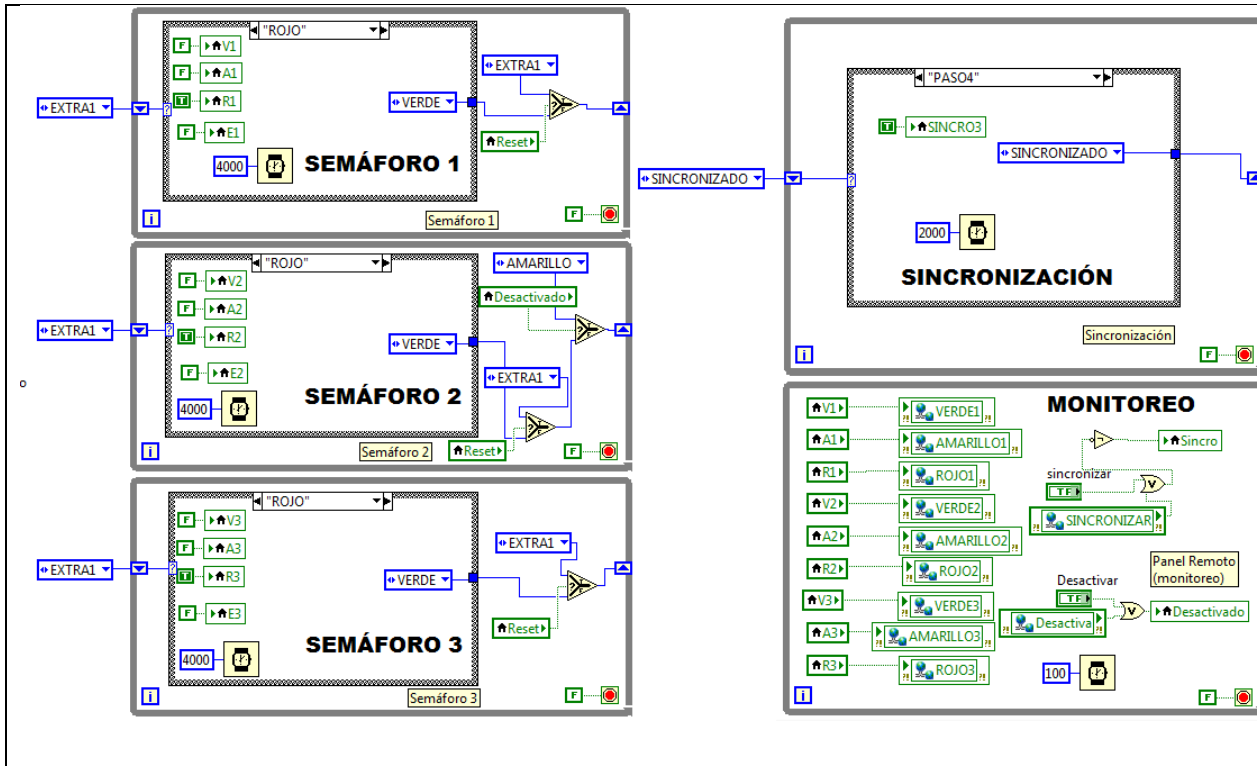 "ROJO"
F V1
F A1
T R1
F E1
EXTRA1
?
VERDE
EXTRA1
Reset
? T F
4000
SEMÁFORO 1
Semáforo 1
i
F
"ROJO"
F V2
F A2
T R2
F E2
EXTRA1
?
VERDE
AMARILLO
Desactivado
EXTRA1
Reset
4000
SEMÁFORO 2
Semáforo 2
i
F
o
"ROJO"
F V3
F A3
T R3
F E3
EXTRA1
?
VERDE
EXTRA1
Reset
4000
SEMÁFORO 3
Semáforo 3
i
F
"PASO4"
T SINCRO3
SINCRONIZADO
SINCRONIZADO
?
2000
SINCRONIZACIÓN
Sincronización
i
F
MONITOREO
V1 VERDE1
A1 AMARILLO1
R1 ROJO1
V2 VERDE2
A2 AMARILLO2
R2 ROJO2
V3 VERDE3
A3 AMARILLO3
R3 ROJO3
Sincro
sincronizar
TF
SINCRONIZAR
Panel Remoto
(monitoreo)
Desactivar
TF
Desactiva
Desactivado
100
i
F